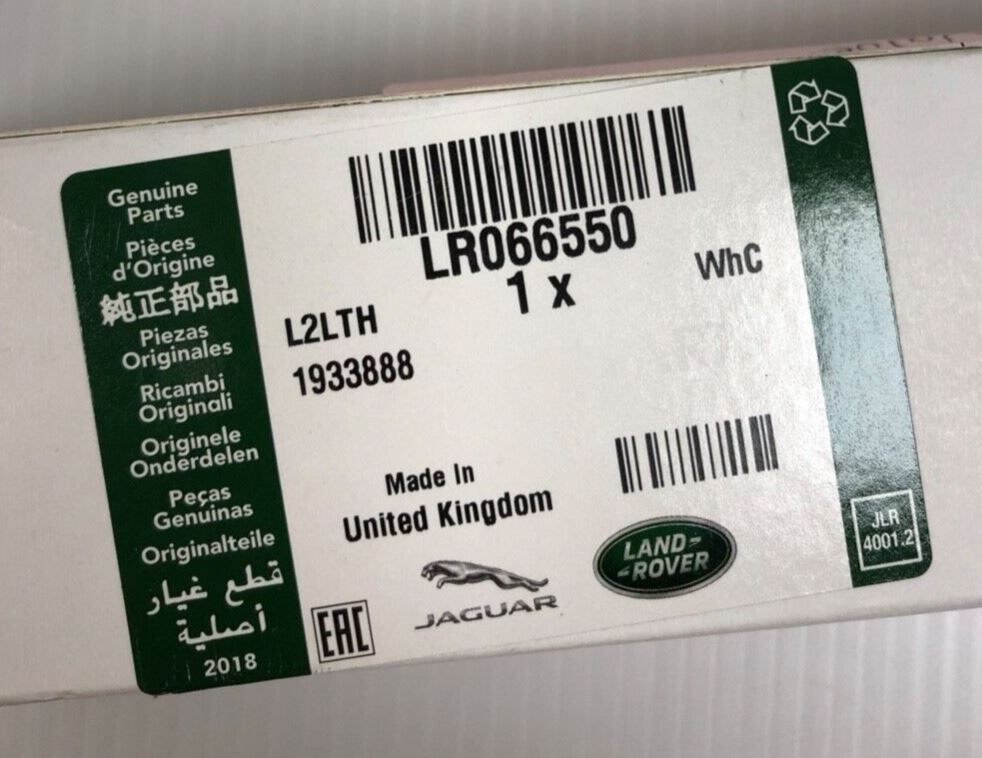 Genuine
Parts
Pièces
d'Origine
純正部品
Piezas
Originales
Ricambi
Originali
Originele
Onderdelen
Peças
Genuinas
Originalteile
قطع غيار
أصلية
2018
LR066550
1 x
WhC
L2LTH
1933888
Made In
United Kingdom
EAC
JAGUAR
LAND-
-ROVER
JLR
4001.2